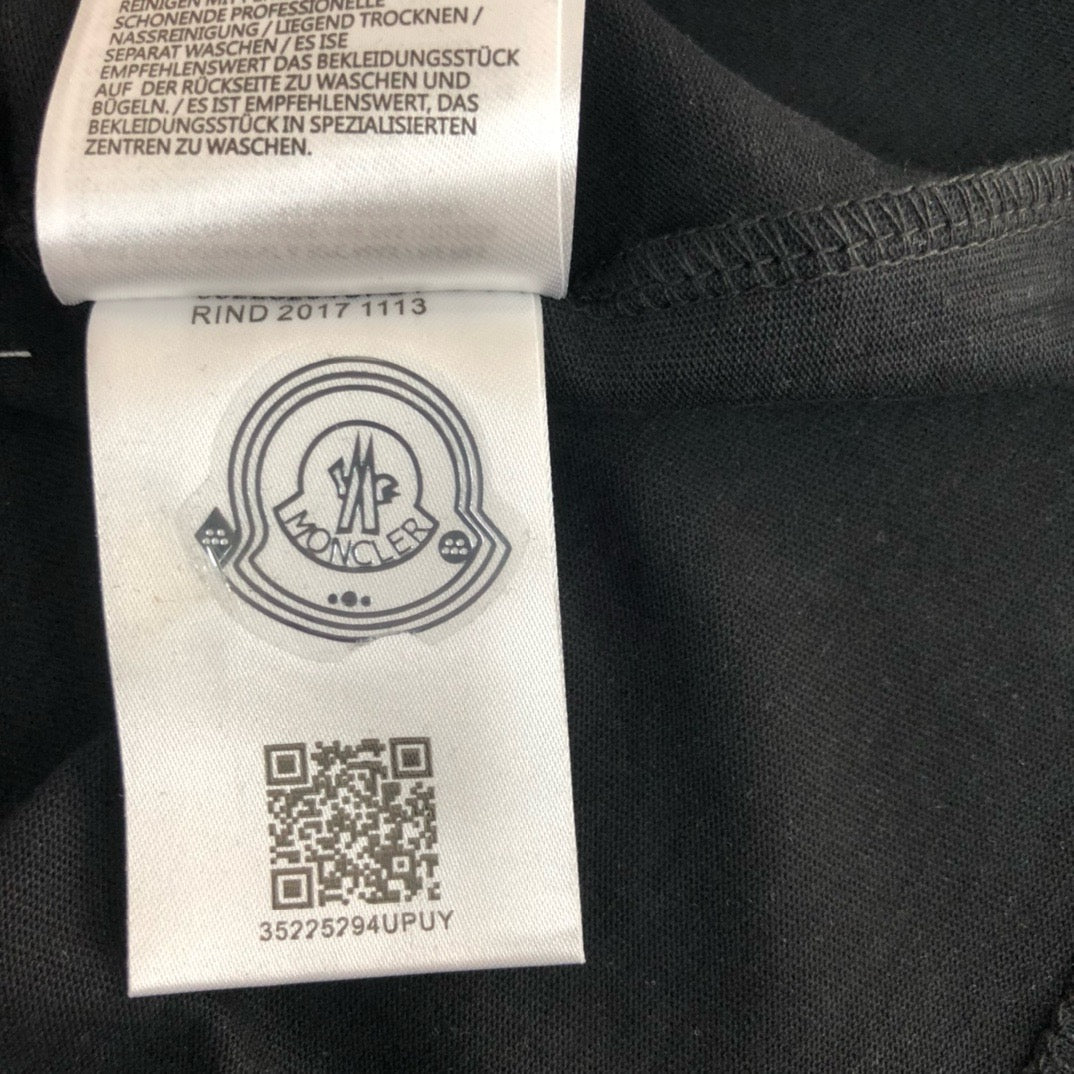 SCHONENDE PROFESSIONELLE
NASSREINIGUNG / LIEGEND TROCKNEN /
SEPARAT WASCHEN / ES ISE
EMPFEHLENSWERT DAS BEKLEIDUNGSSTÜCK
AUF DER RÜCKSEITE ZU WASCHEN UND
BÜGELN. / ES IST EMPFEHLENSWERT, DAS
BEKLEIDUNGSSTÜCK IN SPEZIALISIERTEN
ZENTREN ZU WASCHEN.
RIND 2017 1113
MONCLER
35225294UPUY